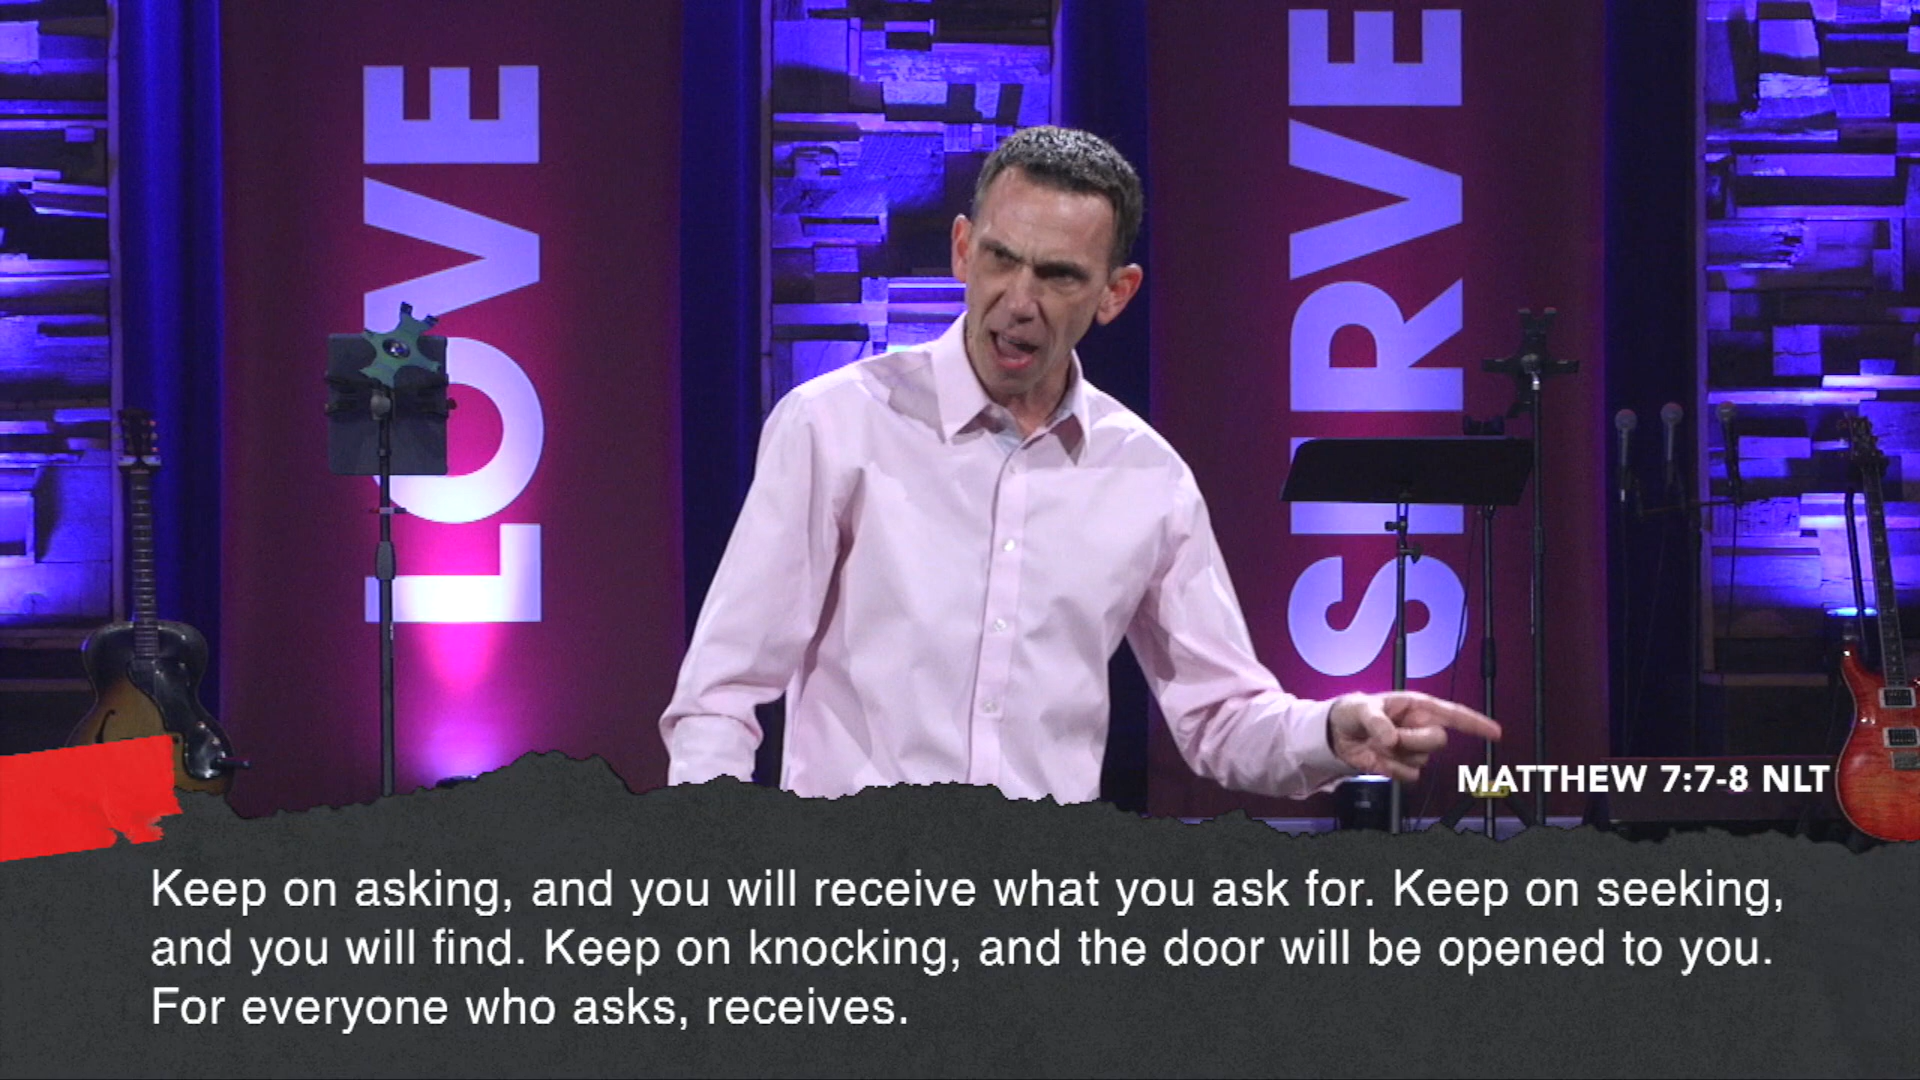 LOVE
SERVE
MATTHEW 7:7-8 NLT
Keep on asking, and you will receive what you ask for. Keep on seeking,
and you will find. Keep on knocking, and the door will be opened to you.
For everyone who asks, receives.